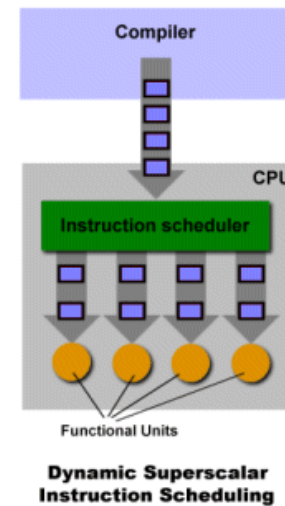 Compiler
CPU
Instruction scheduler
Functional Units
Dynamic Superscalar
Instruction Scheduling